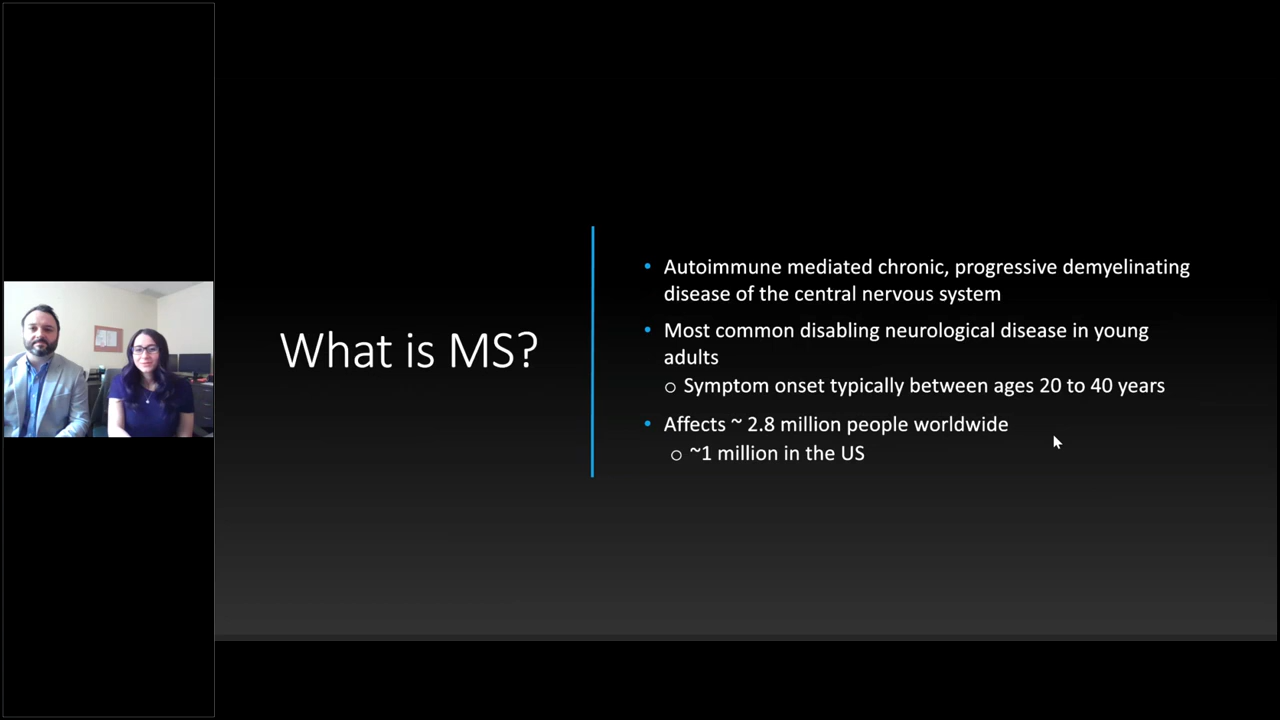 What is MS?
• Autoimmune mediated chronic, progressive demyelinating
disease of the central nervous system
• Most common disabling neurological disease in young
adults
o Symptom onset typically between ages 20 to 40 years
• Affects ~ 2.8 million people worldwide
o ~1 million in the US